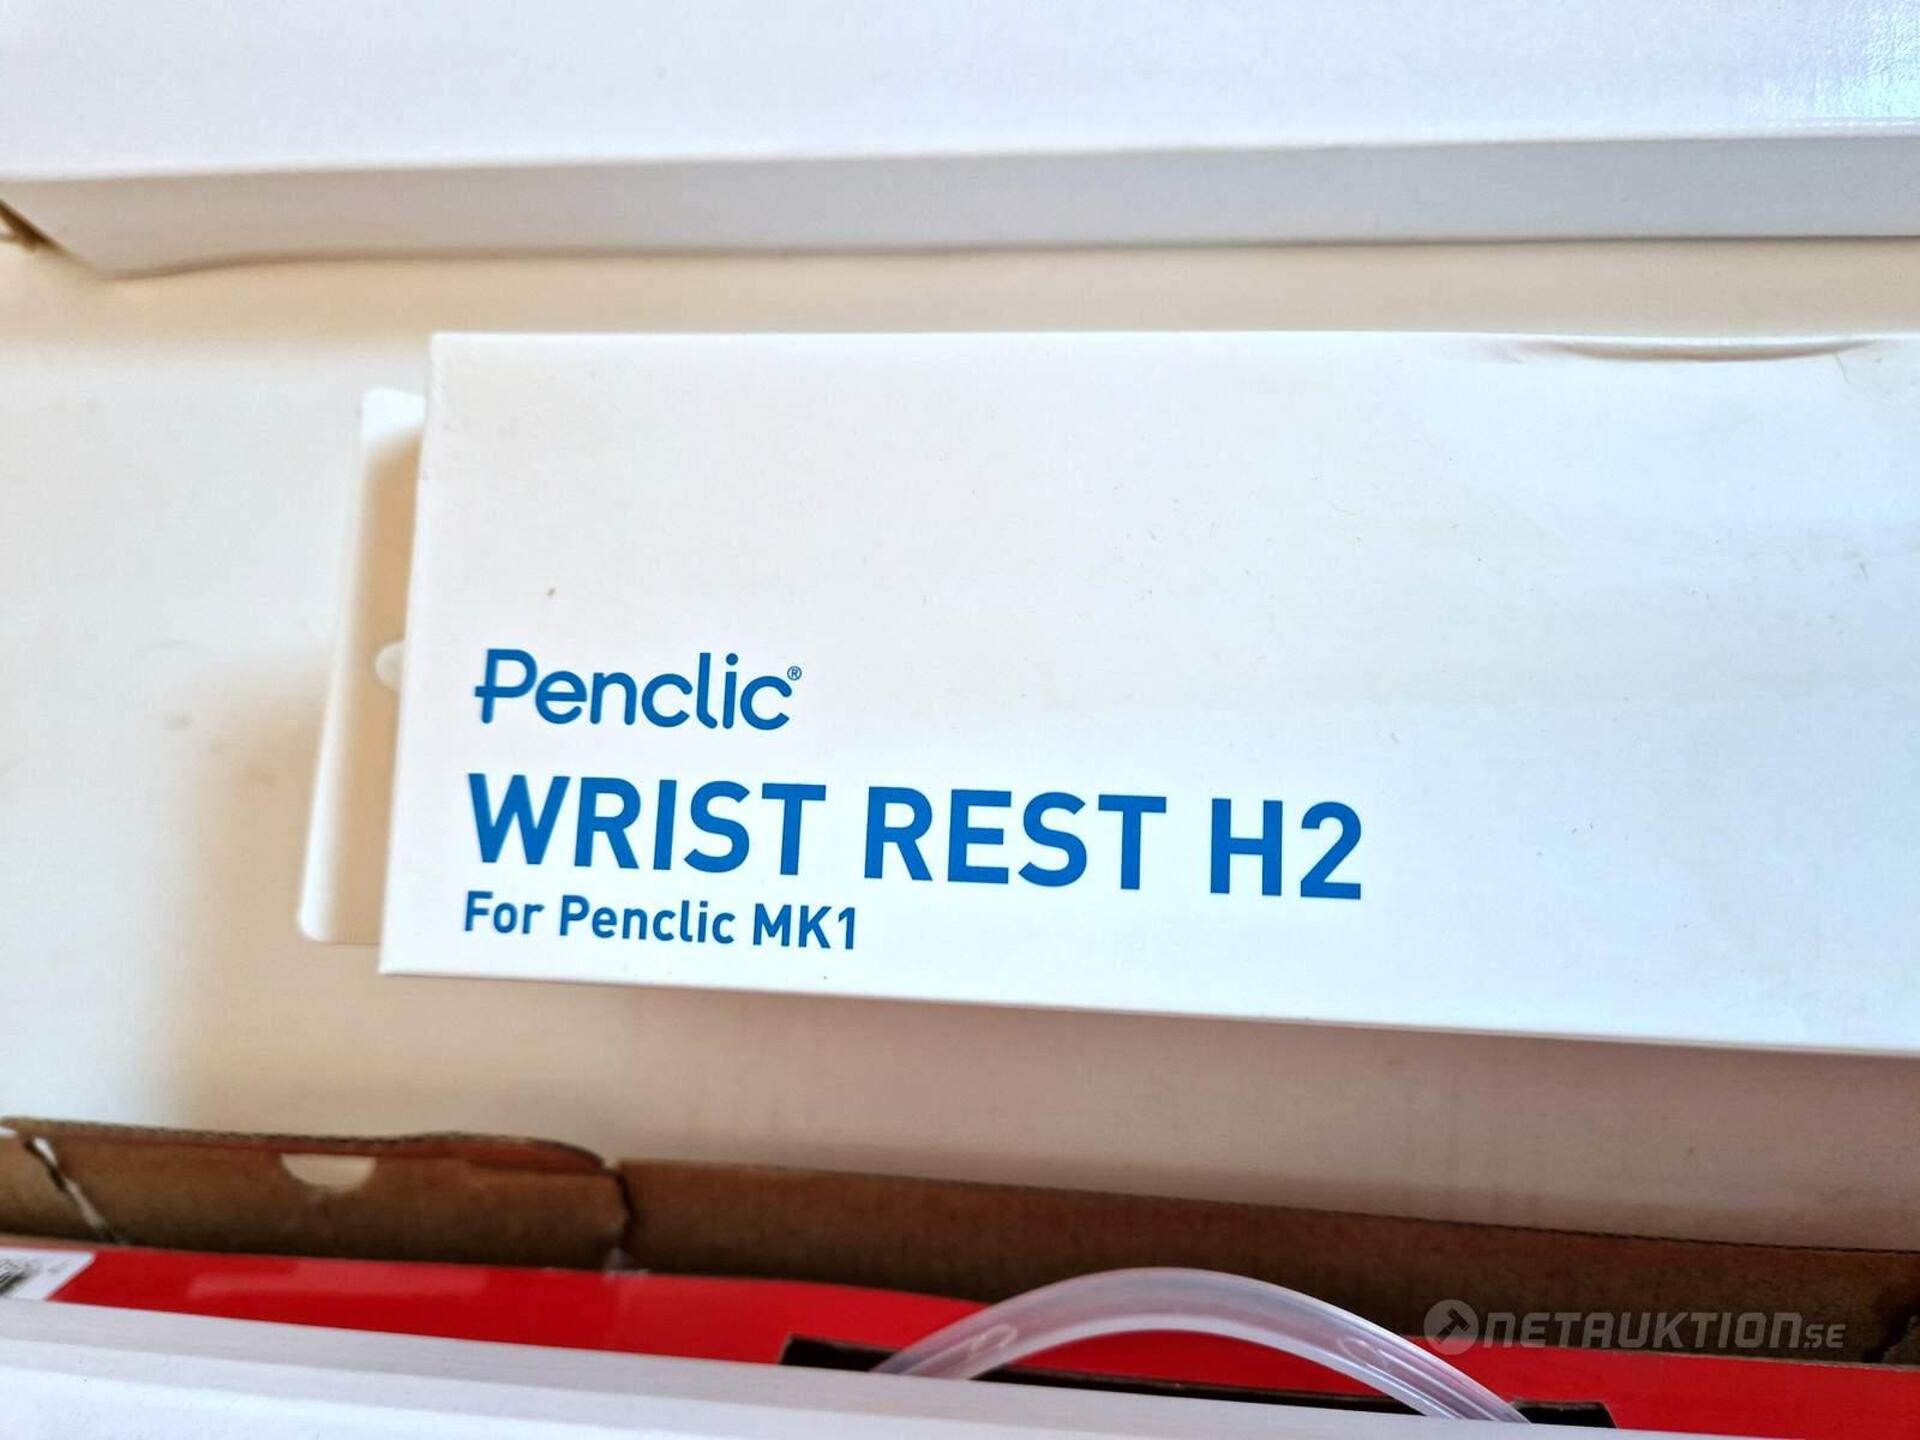 Penclic®
WRIST REST H2
For Penclic MK1
NETAUKTION.SE